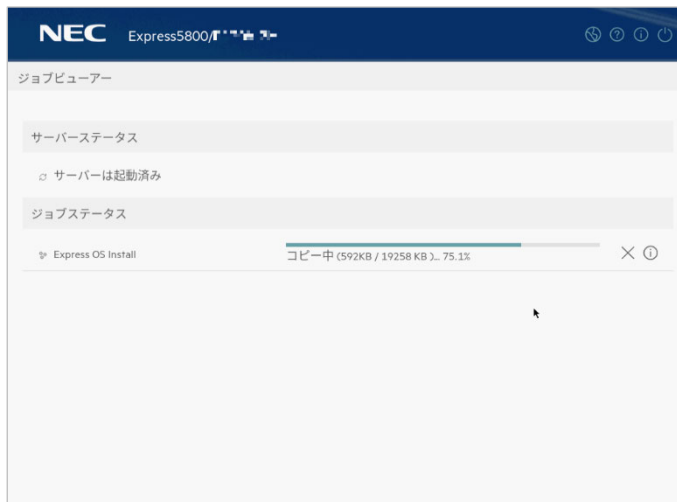 NEC Express5800/
ジョブビューアー
サーバーステータス
サーバーは起動済み
ジョブステータス
Express OS Install
コピー中 (592KB / 19258 KB )... 75.1%